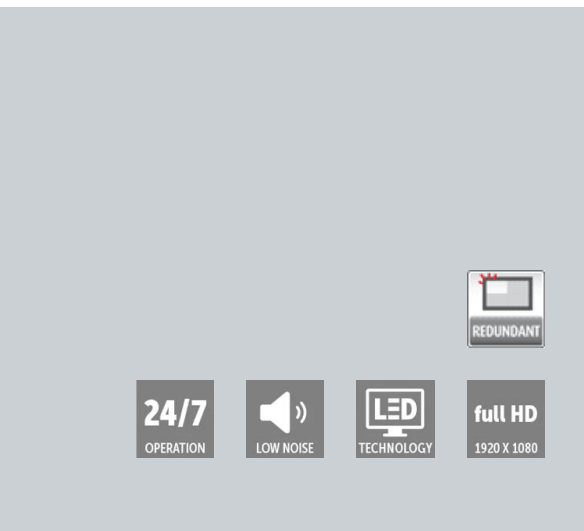 REDUNDANT
24/7
OPERATION
LOW NOISE
LED
TECHNOLOGY
full HD
1920 X 1080